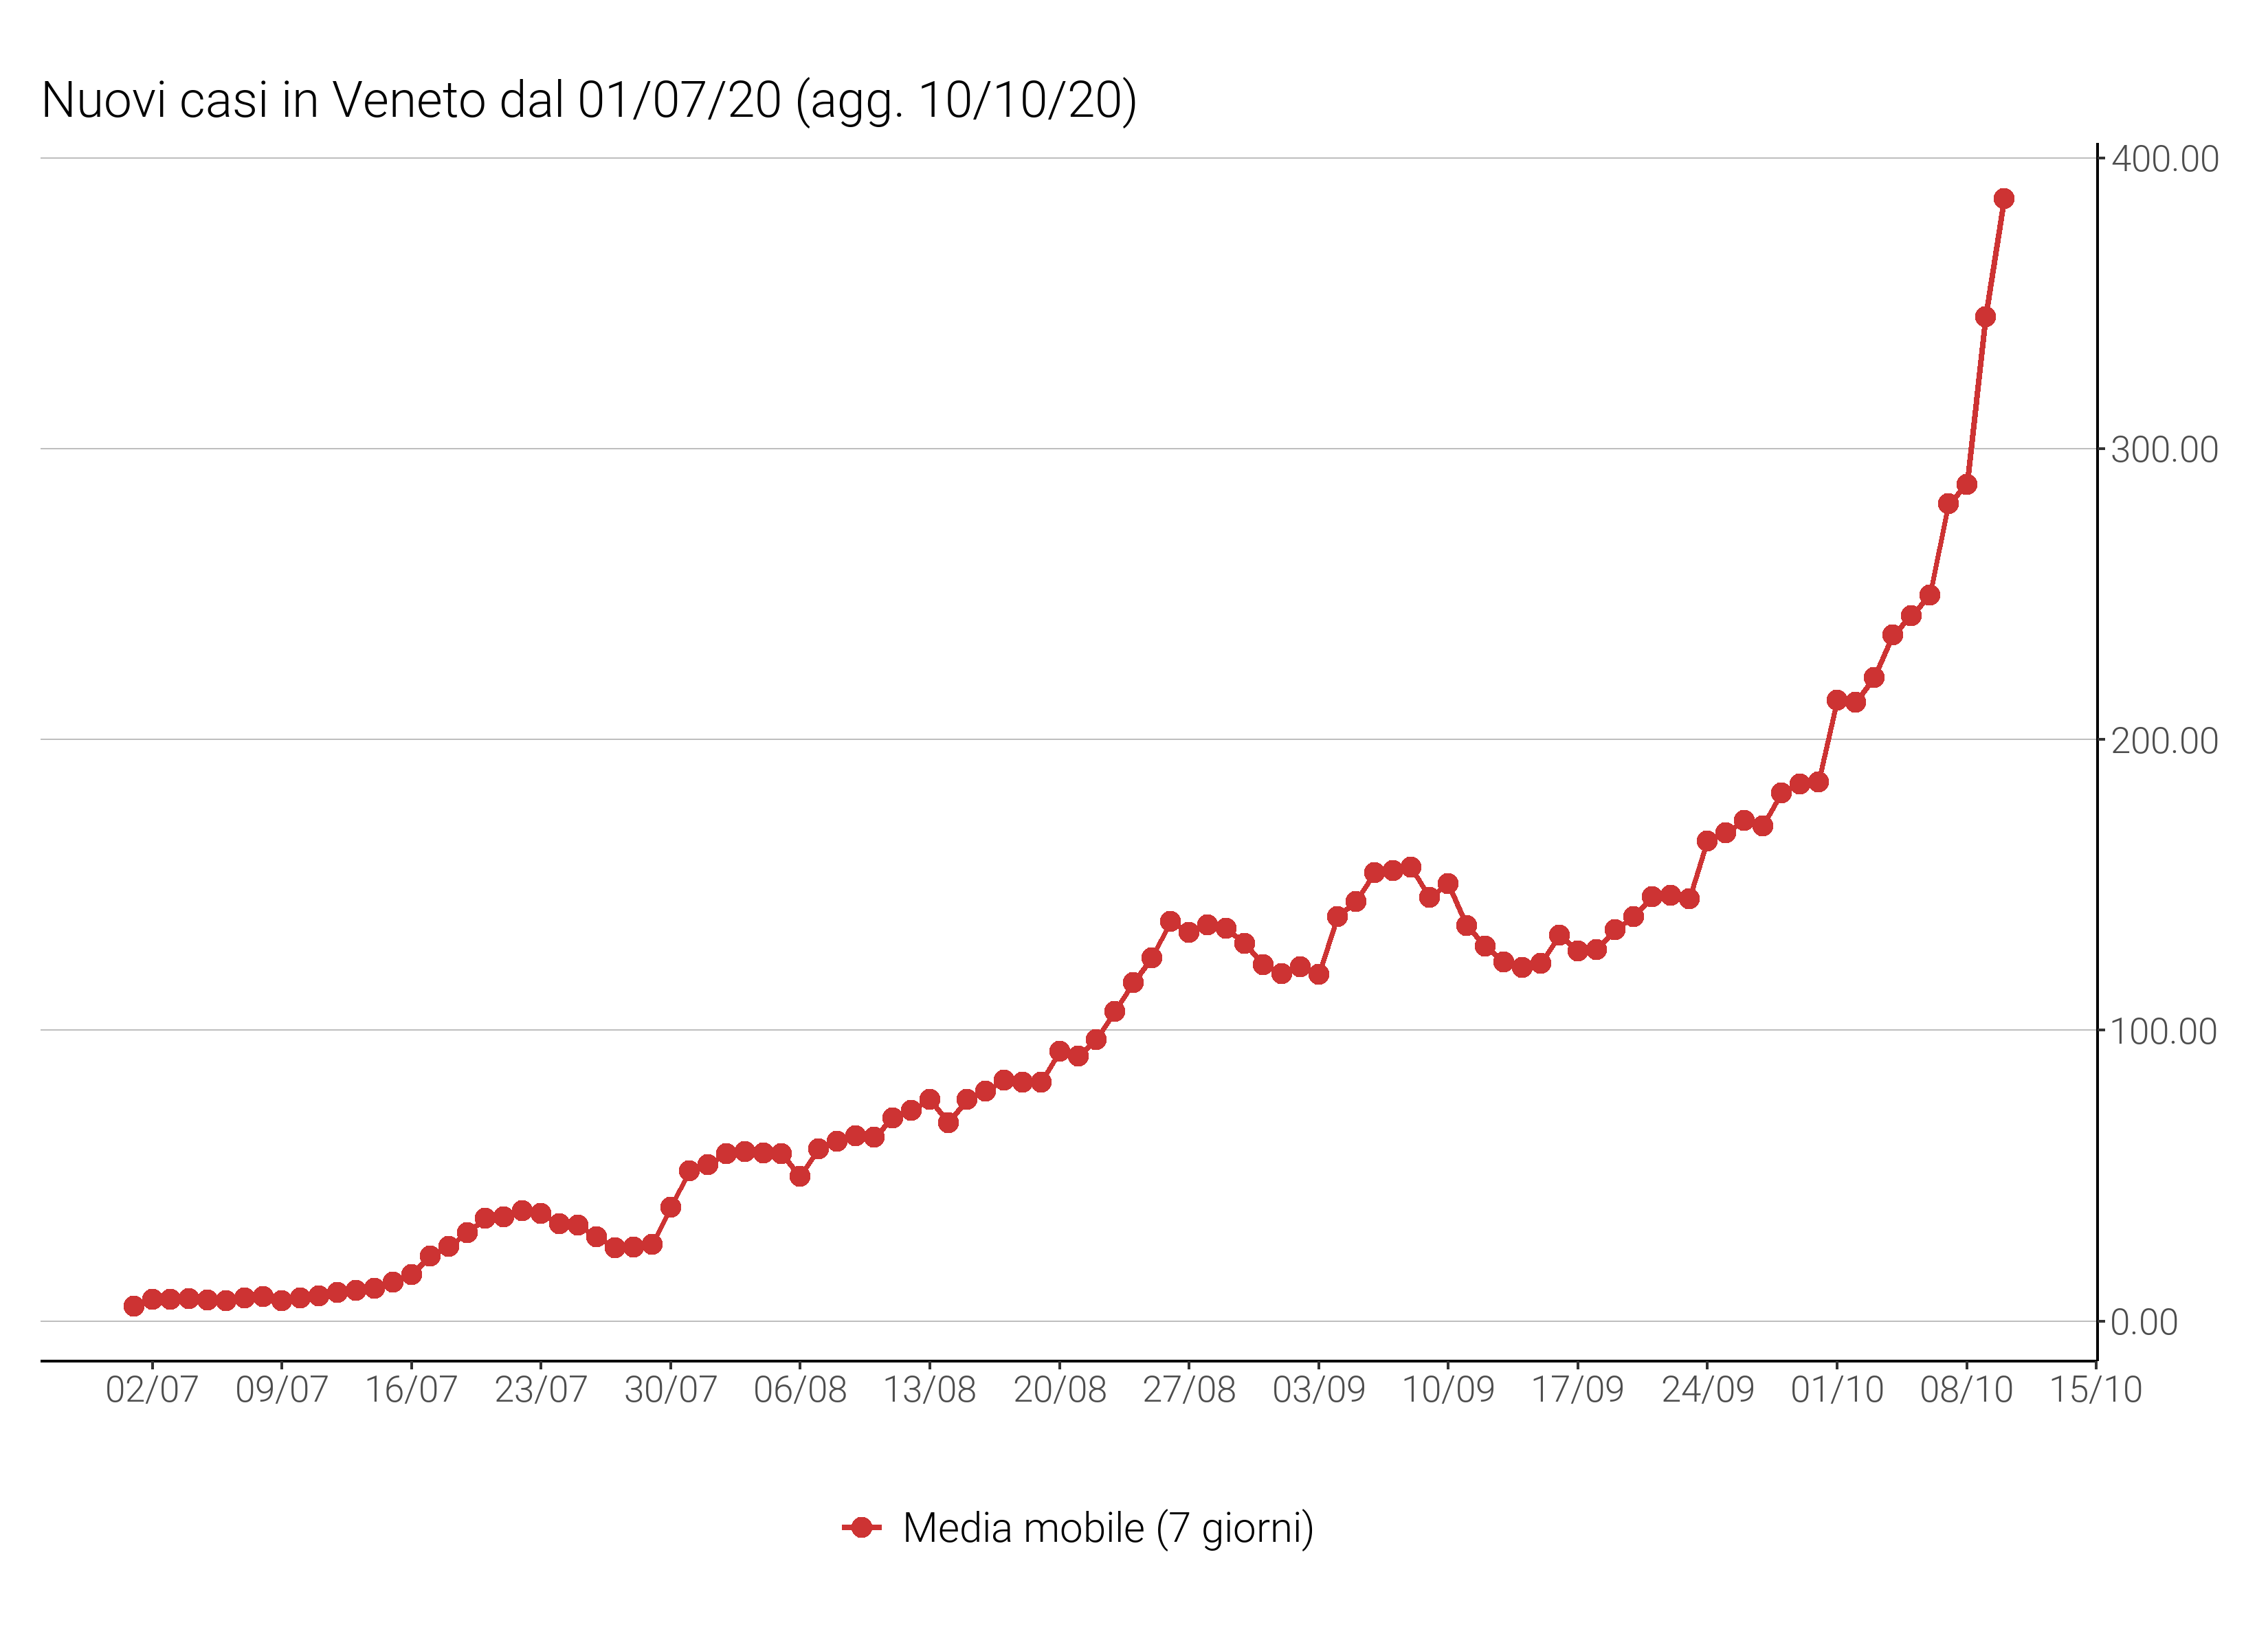 Nuovi casi in Veneto dal 01/07/20 (agg. 10/10/20)
400.00
300.00
200.00
100.00
0.00
02/07 09/07 16/07 23/07 30/07 06/08 13/08 20/08 27/08 03/09 10/09 17/09 24/09 01/10 08/10 15/10
Media mobile (7 giorni)